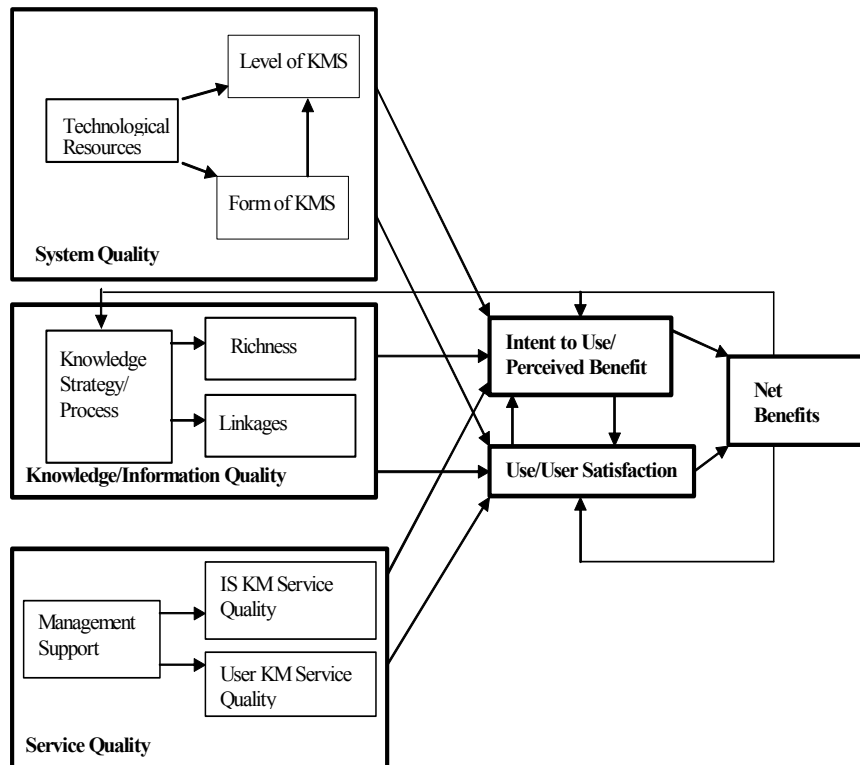 Level of KMS
Technological
Resources
Form of KMS
System Quality
Knowledge
Strategy/
Process
Richness
Linkages
Knowledge/Information Quality
Intent to Use/
Perceived Benefit
Use/User Satisfaction
Net
Benefits
IS KM Service
Quality
Management
Support
User KM Service
Quality
Service Quality